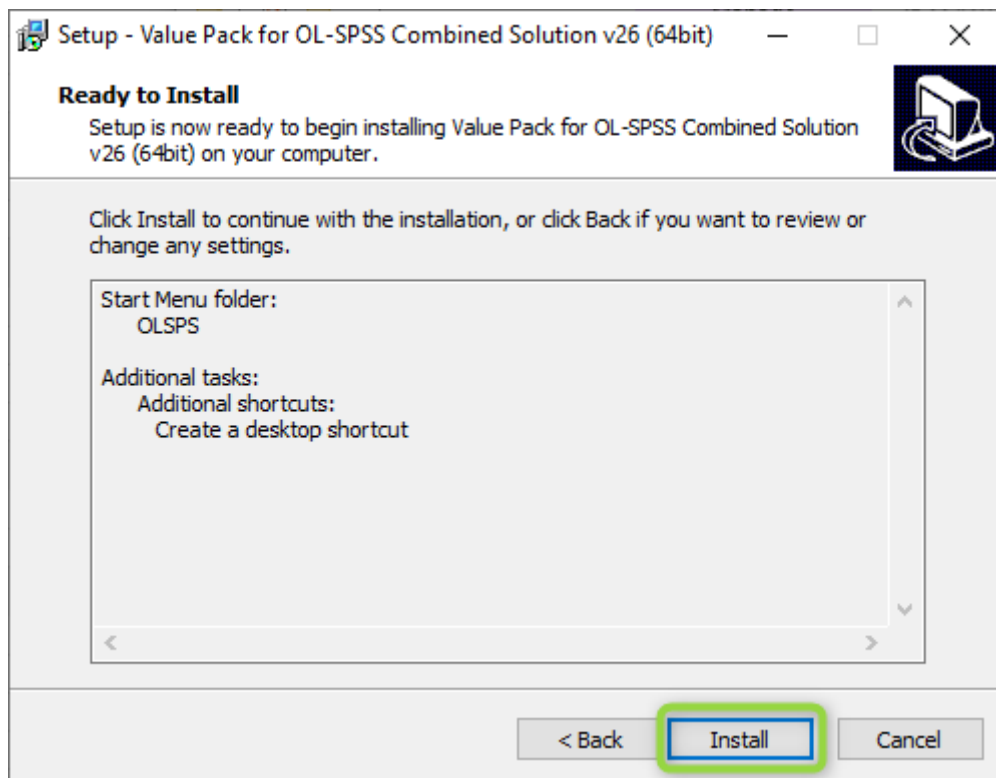 Setup - Value Pack for OL-SPSS Combined Solution v26 (64bit)
Ready to Install
Setup is now ready to begin installing Value Pack for OL-SPSS Combined Solution
v26 (64bit) on your computer.
Click Install to continue with the installation, or click Back if you want to review or
change any settings.
Start Menu folder:
OLSPS
Additional tasks:
Additional shortcuts:
Create a desktop shortcut
< Back
Install
Cancel